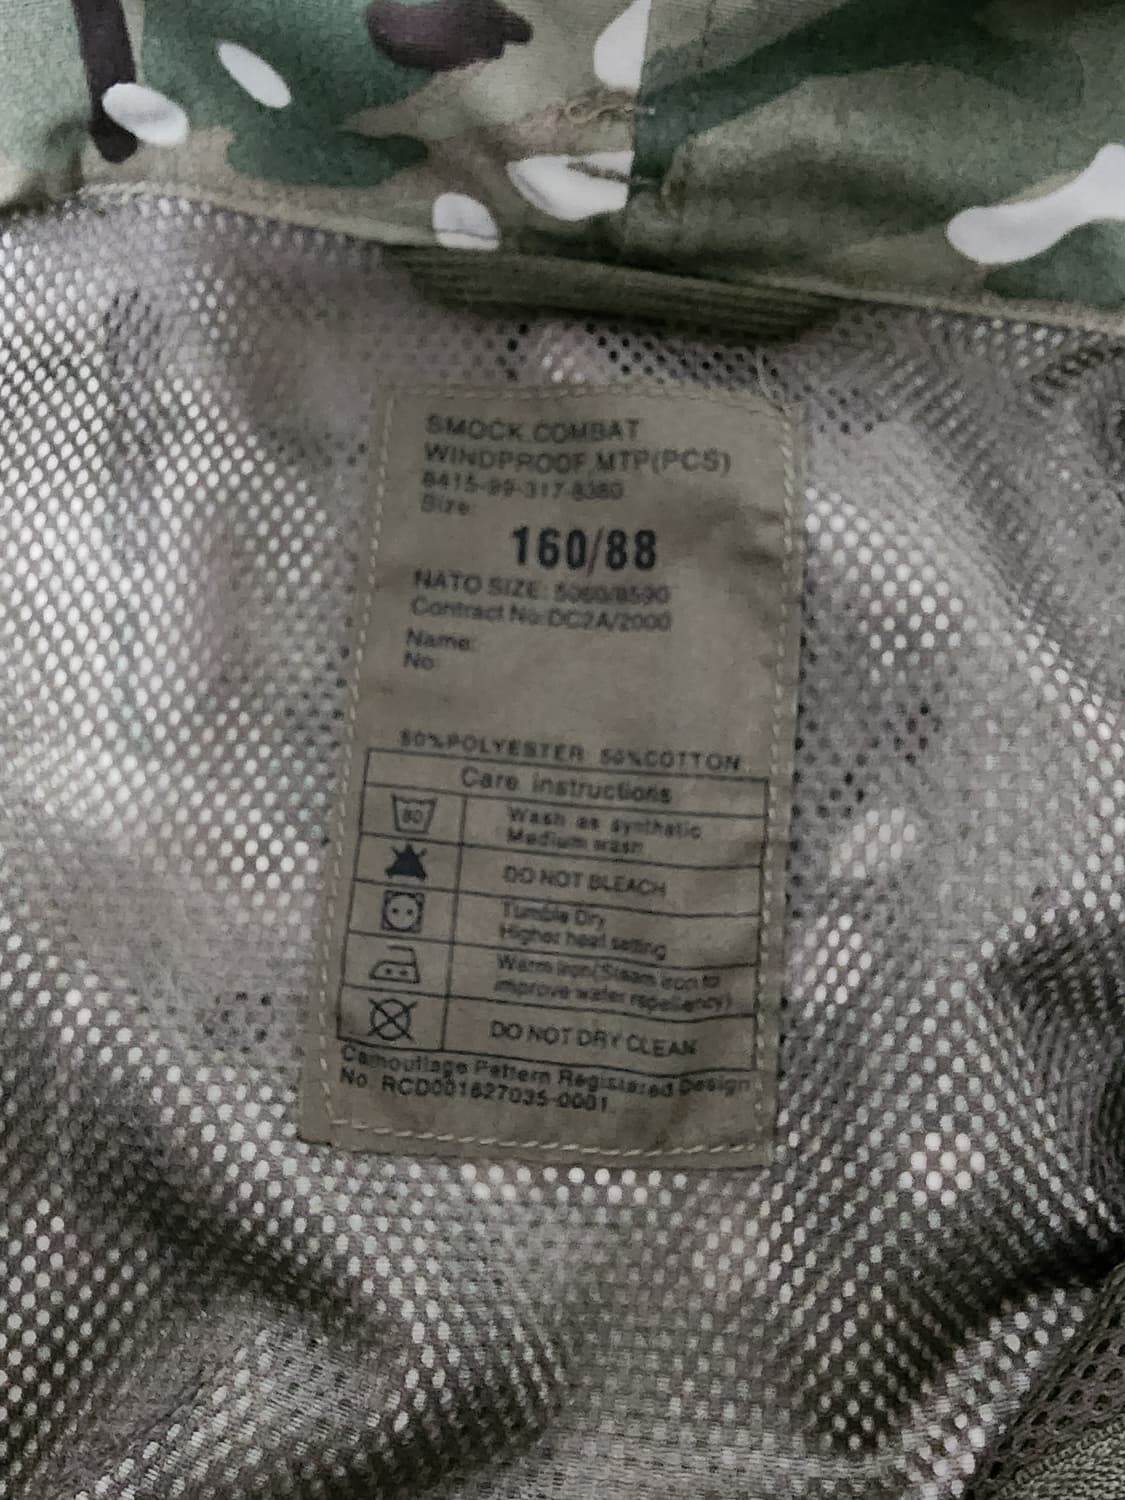 SMOCK, COMBAT
WINDPROOF, MTP(PCS)
8415-99-317-8380
Size:
160/88
NATO SIZE: 5060/8590
Contract No:DC2A/2000
Name:
No:
50%POLYESTER 50%COTTON
Care instructions
80
Wash as synthetic
Medium wash
DO NOT BLEACH
Tumble Dry
Higher heat setting
Warm iron(Steam iron to
improve water repellency)
DO NOT DRY CLEAN
Camouflage Pattern Registared Design
No RCD001627035-0001